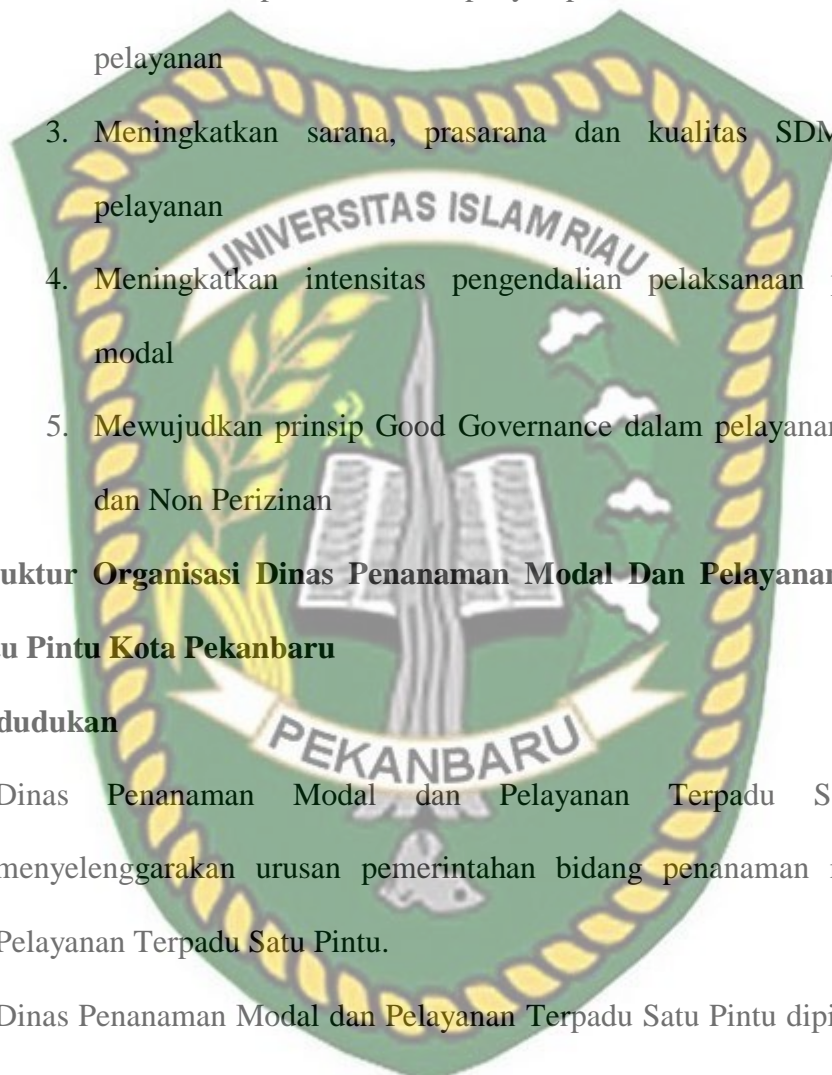 pelayanan
3. Meningkatkan sarana, prasarana dan kualitas SDM
pelayanan
UNIVERSITAS ISLAM RIAU
4. Meningkatkan intensitas pengendalian pelaksanaan
modal
5. Mewujudkan prinsip Good Governance dalam pelayanan
dan Non Perizinan
uktur Organisasi Dinas Penanaman Modal Dan Pelayanan
u Pintu Kota Pekanbaru
dudukan
PEKANBARU
Dinas Penanaman Modal dan Pelayanan Terpadu S
menyelenggarakan urusan pemerintahan bidang penanaman
Pelayanan Terpadu Satu Pintu.
Dinas Penanaman Modal dan Pelayanan Terpadu Satu Pintu dipi